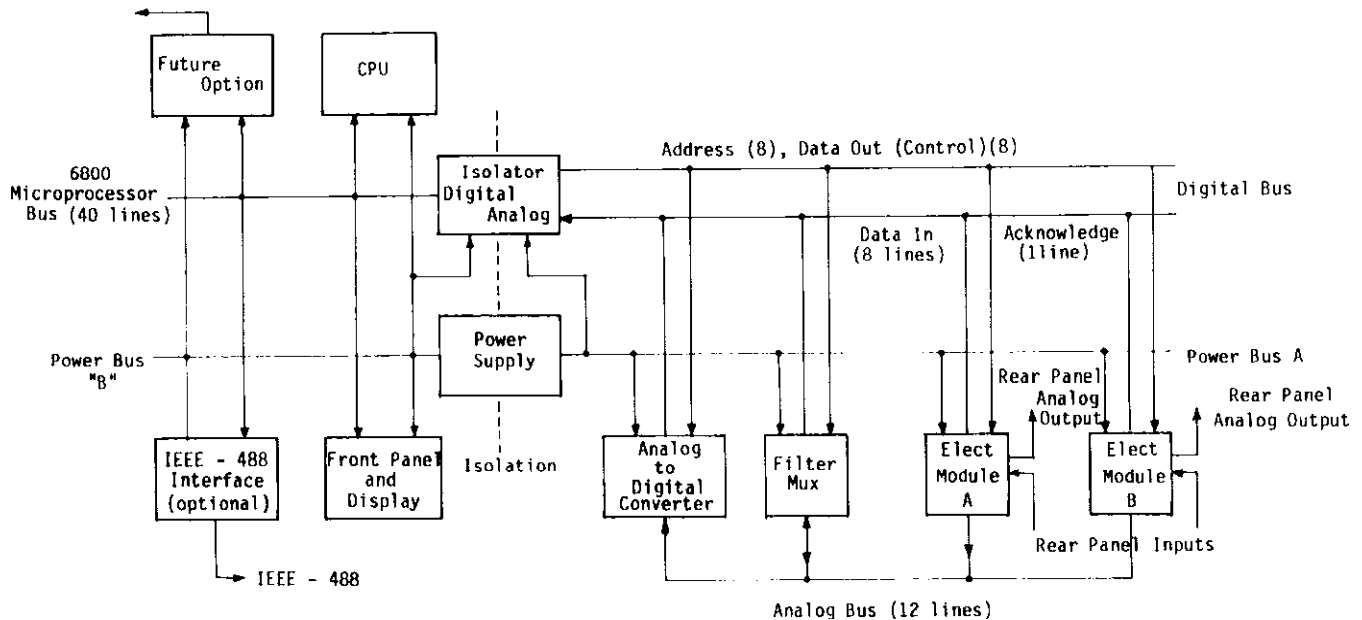 Future
Option
CPU
6800
Microprocessor
Bus (40 lines)
Isolator
Digital
Analog
Address (8), Data Out (Control)(8)
Digital Bus
Data In
(8 lines)
Acknowledge
(1line)
Power Bus
"B"
Power
Supply
Power Bus A
Rear Panel
Analog
Output
Rear Panel
Analog Output
IEEE - 488
Interface
(optional)
Front Panel
and
Display
Isolation
Analog
to
Digital
Converter
Filter
Mux
Elect
Module
A
Elect
Module
B
Rear Panel Inputs
IEEE - 488
Analog Bus (12 lines)